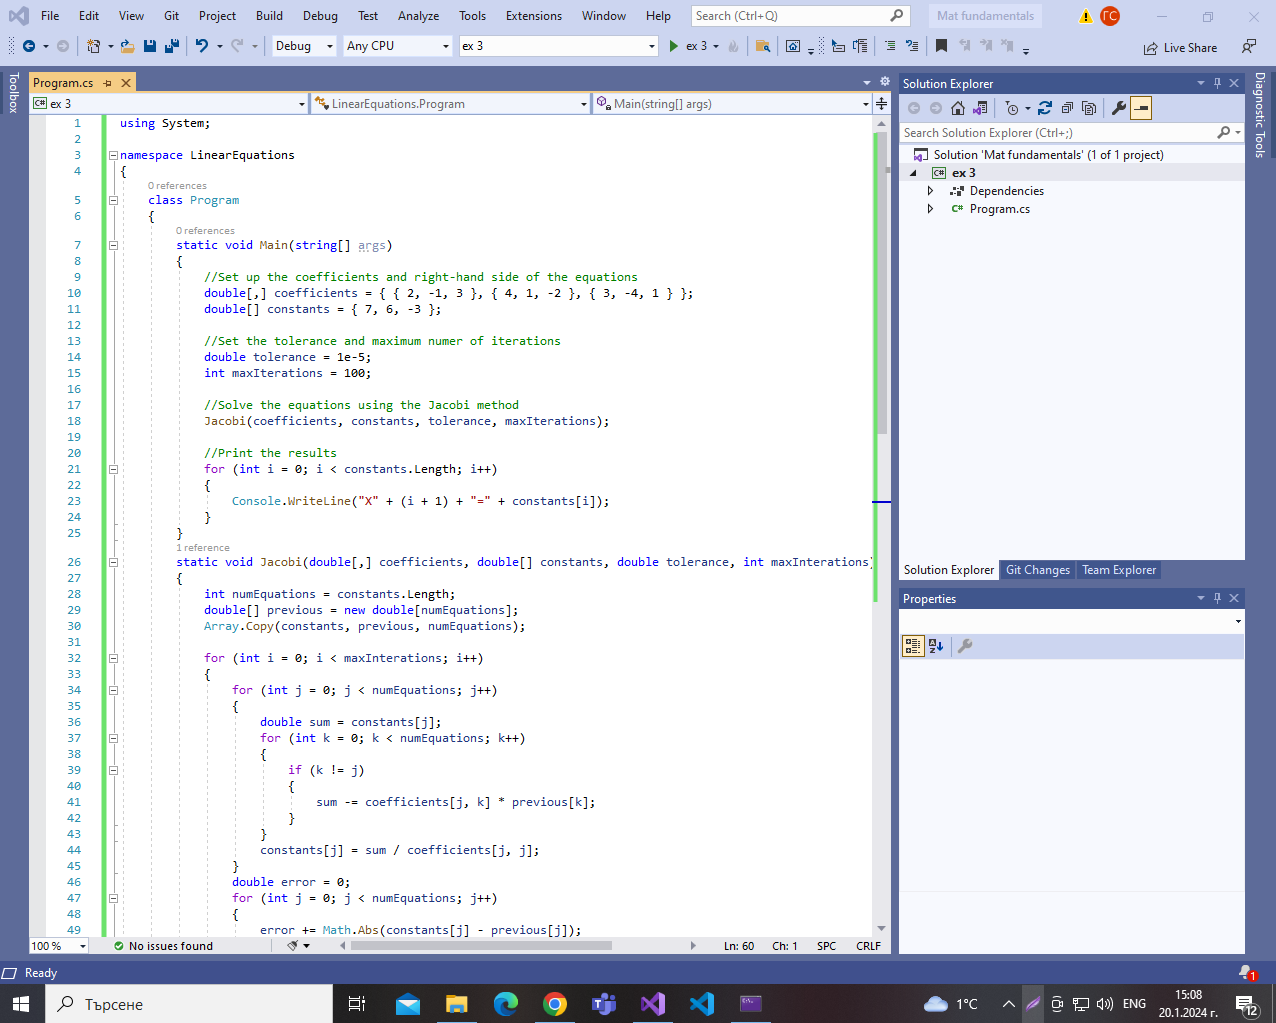 File Edit View Git Project Build Debug Test Analyze Tools Extensions Window Help Search (Ctrl+Q) Mat fundamentals ГС
Debug Any CPU ex 3 ex 3 Live Share
Toolbox
Program.cs
ex 3 LinearEquations.Program Main(string[] args)
1 using System;
2
3 namespace LinearEquations
4 {
0 references
5 class Program
6 {
0 references
7 static void Main(string[] args)
8 {
9 //Set up the coefficients and right-hand side of the equations
10 double[,] coefficients = { { 2, -1, 3 }, { 4, 1, -2 }, { 3, -4, 1 } };
11 double[] constants = { 7, 6, -3 };
12
13 //Set the tolerance and maximum numer of iterations
14 double tolerance = 1e-5;
15 int maxIterations = 100;
16
17 //Solve the equations using the Jacobi method
18 Jacobi(coefficients, constants, tolerance, maxIterations);
19
20 //Print the results
21 for (int i = 0; i < constants.Length; i++)
22 {
23 Console.WriteLine("X" + (i + 1) + "=" + constants[i]);
24 }
25 }
1 reference
26 static void Jacobi(double[,] coefficients, double[] constants, double tolerance, int maxInterations)
27 {
28 int numEquations = constants.Length;
29 double[] previous = new double[numEquations];
30 Array.Copy(constants, previous, numEquations);
31
32 for (int i = 0; i < maxInterations; i++)
33 {
34 for (int j = 0; j < numEquations; j++)
35 {
36 double sum = constants[j];
37 for (int k = 0; k < numEquations; k++)
38 {
39 if (k != j)
40 {
41 sum -= coefficients[j, k] * previous[k];
42 }
43 }
44 constants[j] = sum / coefficients[j, j];
45 }
46 double error = 0;
47 for (int j = 0; j < numEquations; j++)
48 {
49 error += Math.Abs(constants[j] - previous[j]);
100 % No issues found Ln: 60 Ch: 1 SPC CRLF
Solution Explorer
Search Solution Explorer (Ctrl+;)
Solution 'Mat fundamentals' (1 of 1 project)
ex 3
Dependencies
Program.cs
Solution Explorer Git Changes Team Explorer
Properties
Diagnostic Tools
Ready 1
Търсене 1°C ENG 15:08 12
20.1.2024 г.